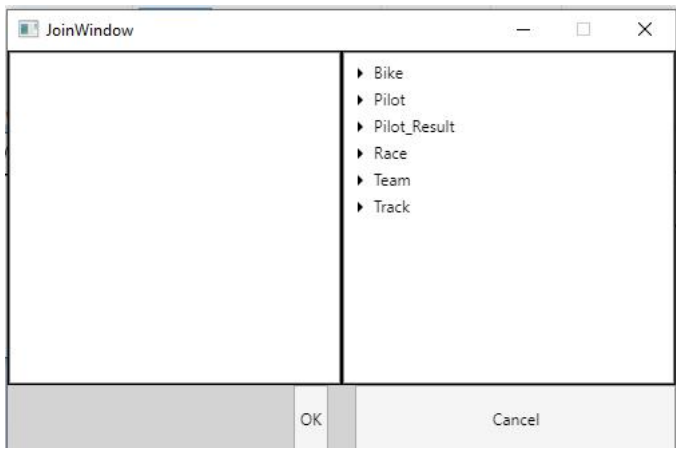 JoinWindow
Bike
Pilot
Pilot_Result
Race
Team
Track
OK
Cancel